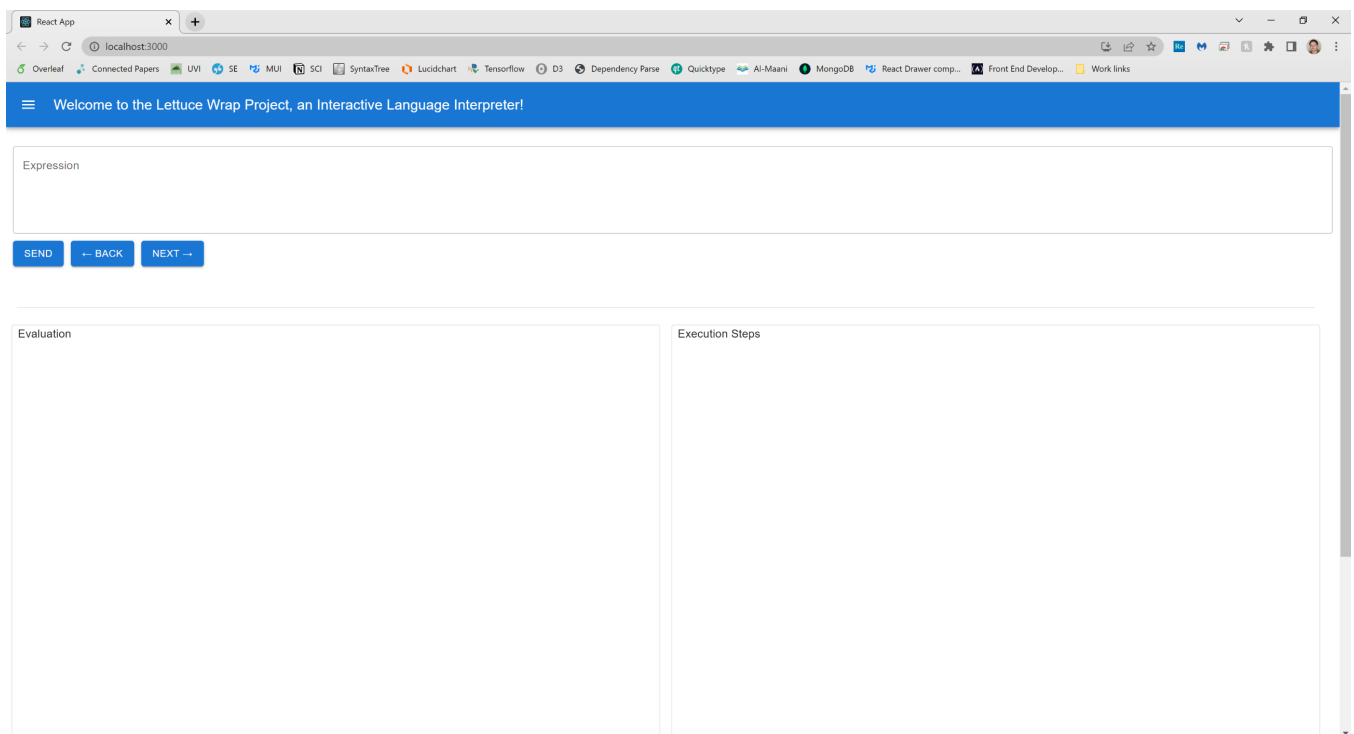 React App
localhost:3000
Overleaf Connected Papers UVI SE MUI SCI SyntaxTree Lucidchart Tensorflow D3 Dependency Parse Quicktype Al-Maani MongoDB React Drawer comp... Front End Develop... Work links
Welcome to the Lettuce Wrap Project, an Interactive Language Interpreter!
Expression
SEND ← BACK NEXT →
Evaluation Execution Steps